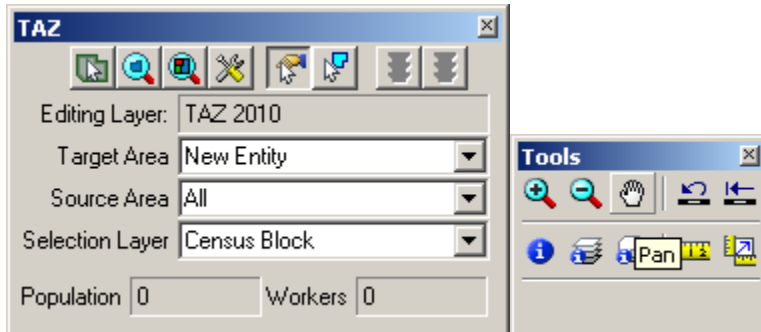 TAZ
Editing Layer: TAZ 2010
Target Area New Entity
Source Area All
Selection Layer Census Block
Population 0 Workers 0
Tools
Pan